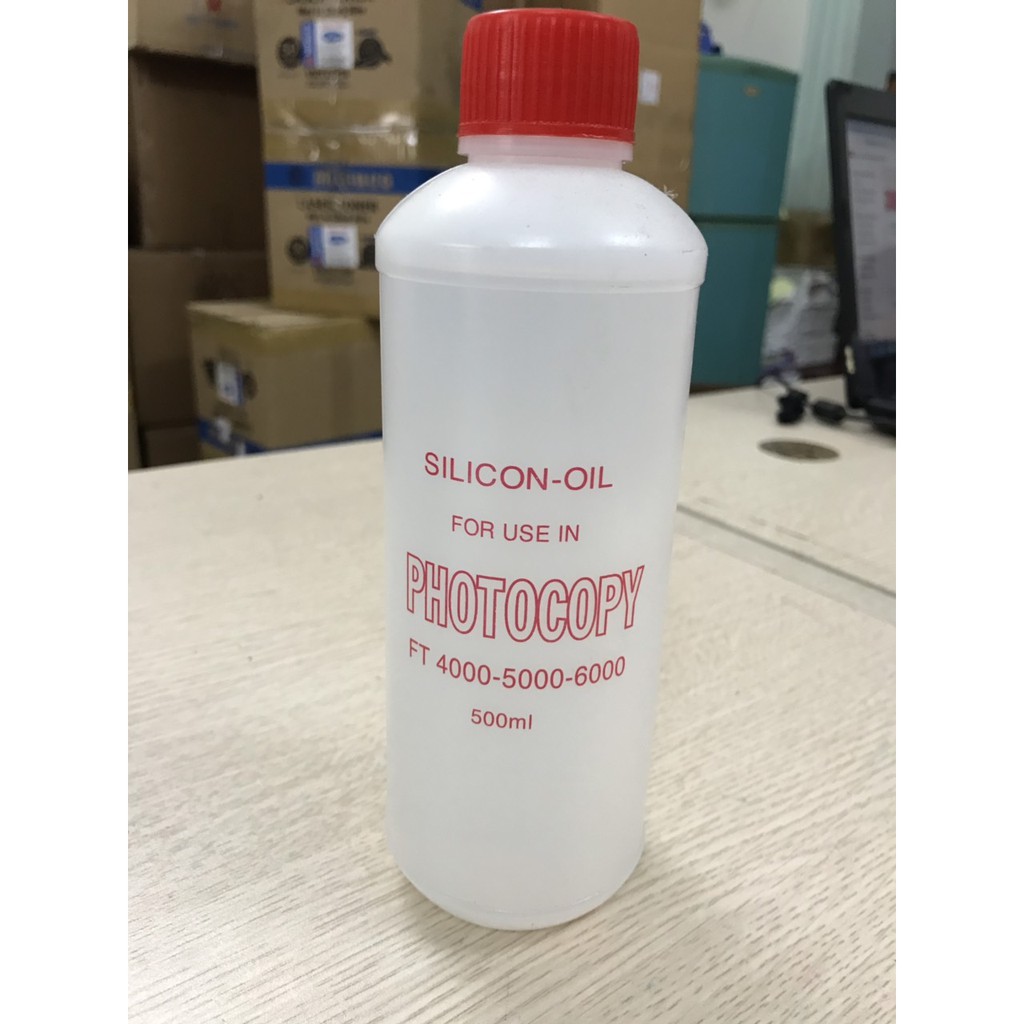 SILICON-OIL
FOR USE IN
PHOTOCOPY
FT 4000-5000-6000
500ml